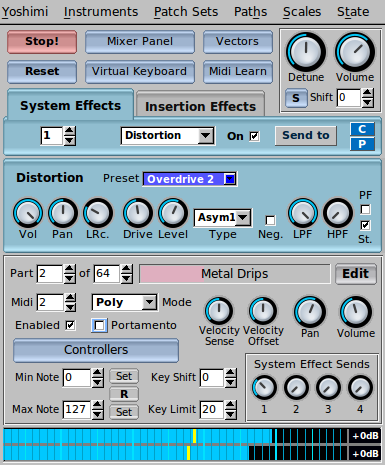 Yoshimi Instruments Patch Sets Paths Scales State
Stop! Mixer Panel Vectors
Reset Virtual Keyboard Midi Learn
Detune Volume
S Shift 0
System Effects Insertion Effects
1 Distortion On Send to C P
Distortion Preset Overdrive 2
PF
Asym1
Vol Pan LRc. Drive Level Type Neg. LPF HPF St.
Part 2 of 64 Metal Drips Edit
Midi 2 Poly Mode
Enabled Portamento
Velocity Sense Velocity Offset Pan Volume
Controllers
System Effect Sends
Min Note 0 Set Key Shift 0
R
Max Note 127 Set Key Limit 20
1 2 3 4
+0dB
+0dB